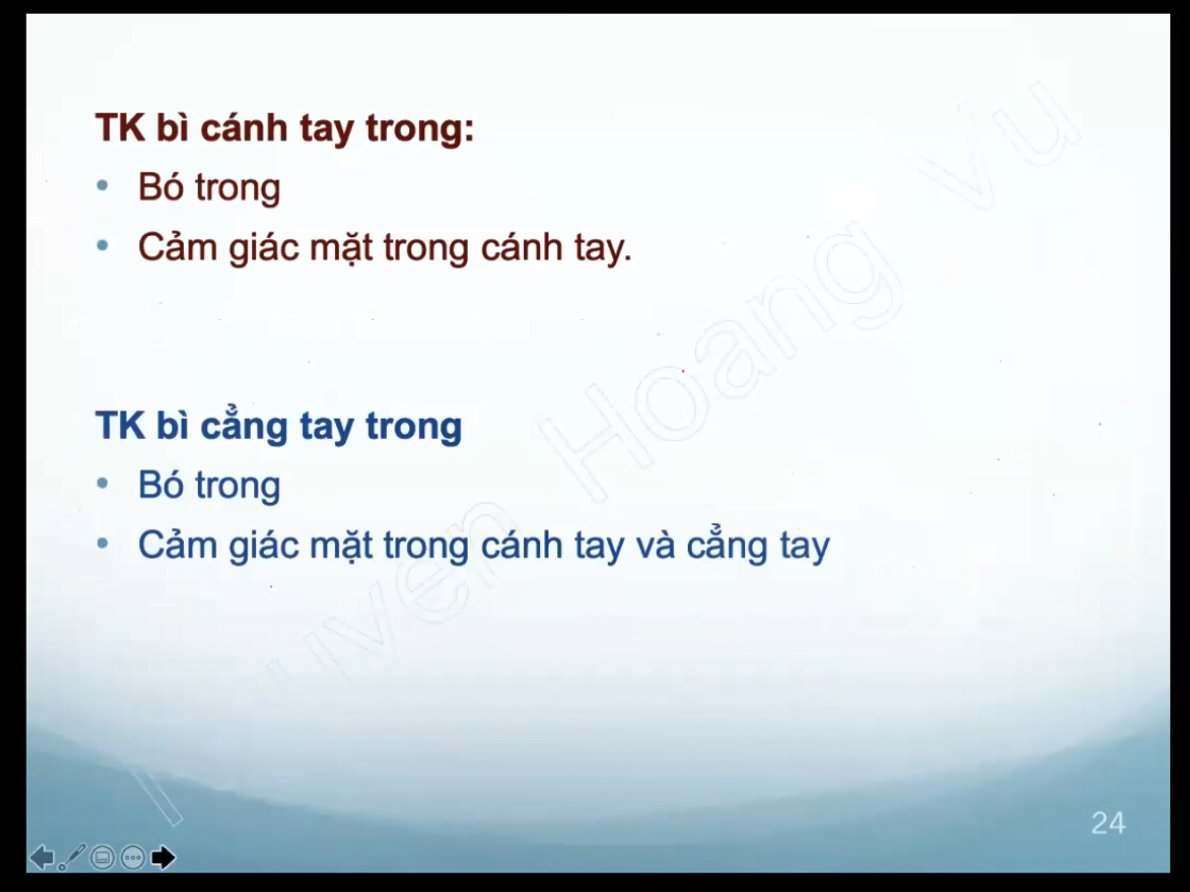 TK bì cánh tay trong:
• Bó trong
• Cảm giác mặt trong cánh tay.
TK bì cẳng tay trong
• Bó trong
• Cảm giác mặt trong cánh tay và cẳng tay
Hoang Vu
24